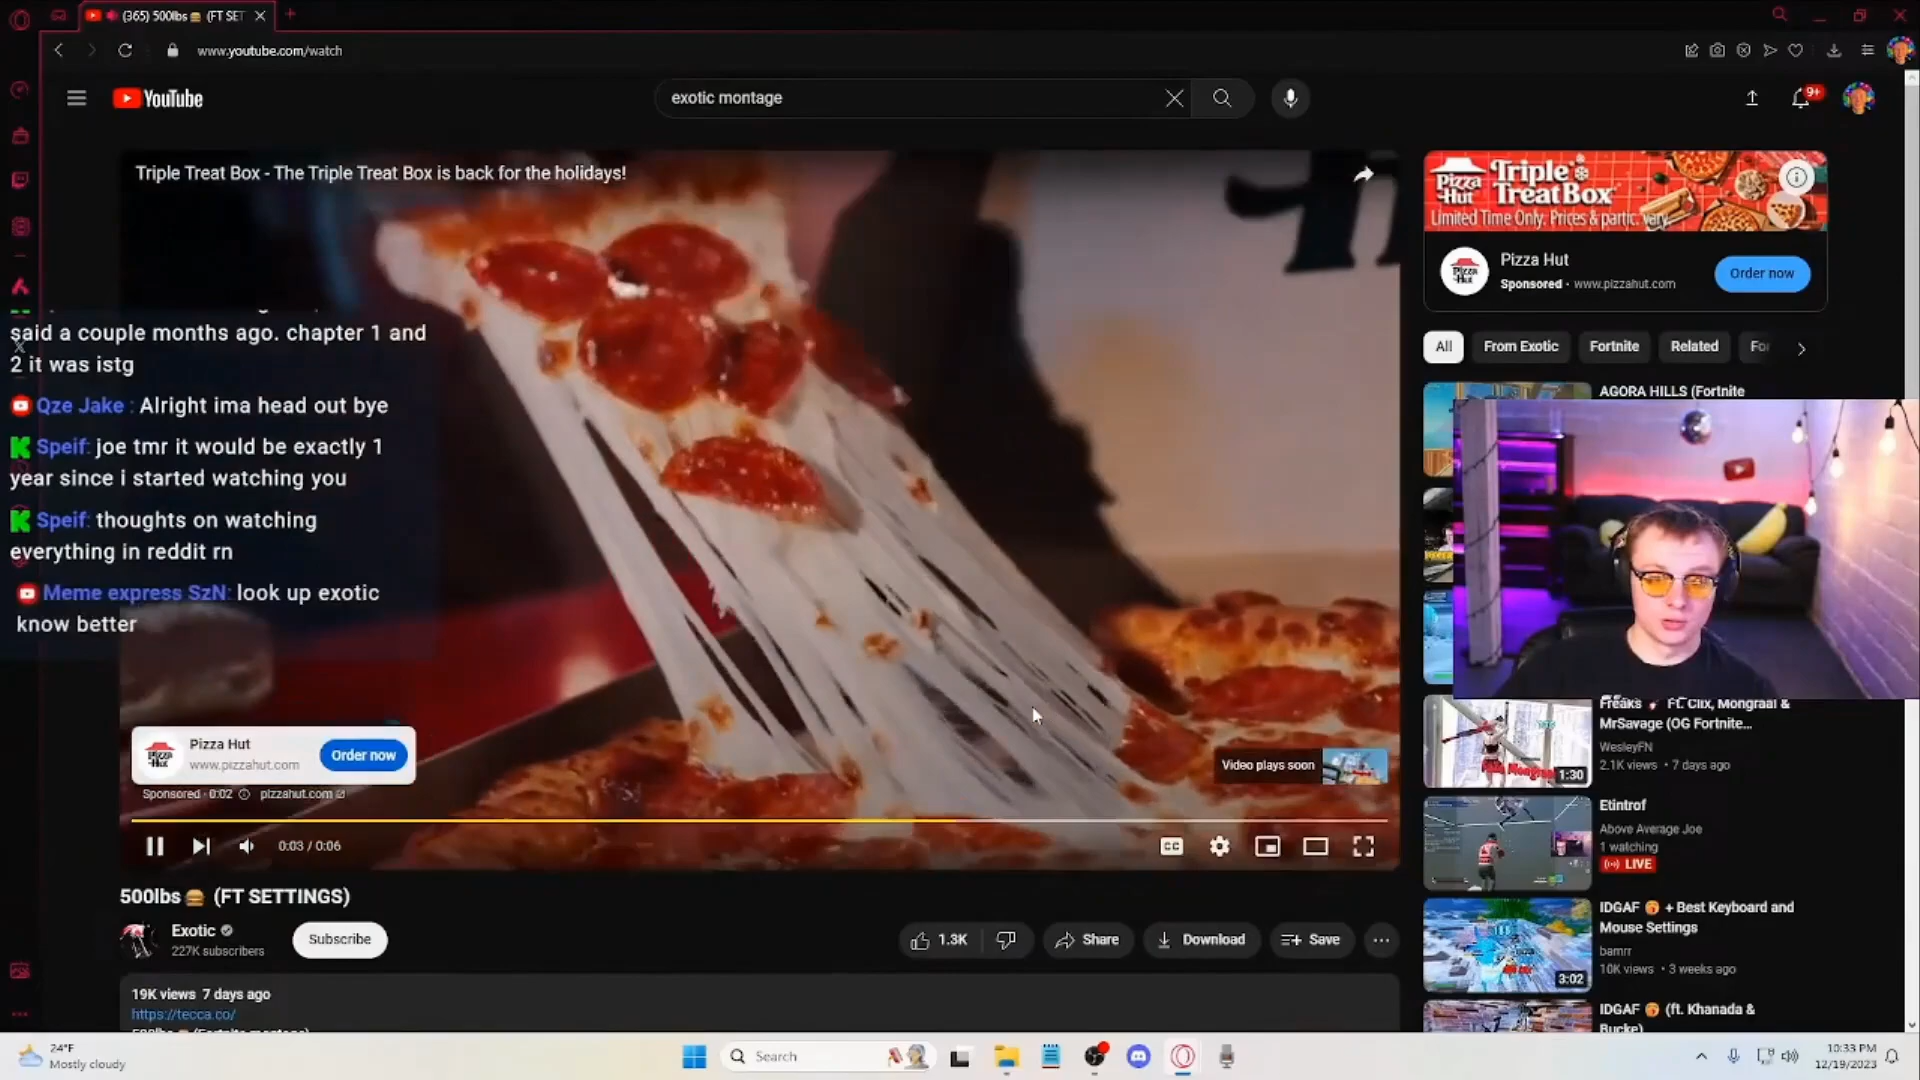 (365) 500lbs 🍔 (FT SET
www.youtube.com/watch
YouTube
exotic montage
9+
Triple Treat Box - The Triple Treat Box is back for the holidays!
said a couple months ago. chapter 1 and
2 it was istg
Qze Jake : Alright ima head out bye
Speif: joe tmr it would be exactly 1
year since i started watching you
Speif: thoughts on watching
everything in reddit rn
Meme express SzN: look up exotic
know better
Pizza Hut
www.pizzahut.com
Order now
Sponsored · 0:02
pizzahut.com
Video plays soon
0:03 / 0:06
CC
500lbs 🍔 (FT SETTINGS)
Exotic
227K subscribers
Subscribe
1.3K
Share
Download
Save
19K views 7 days ago
https://tecca.co/
Pizza Hut
Triple
Treat Box
Limited Time Only. Prices & partic. vary.
Pizza Hut
Sponsored · www.pizzahut.com
Order now
All
From Exotic
Fortnite
Related
AGORA HILLS (Fortnite
Freaks 🚀 Ft. Clix, Mongraal &
MrSavage (OG Fortnite...
WesleyFN
2.1K views • 7 days ago
1:30
Etintrof
Above Average Joe
1 watching
LIVE
IDGAF 😡 + Best Keyboard and
Mouse Settings
bamrr
10K views • 3 weeks ago
3:02
IDGAF 😡 (ft. Khanada &
Bucke)
24°F
Mostly cloudy
Search
10:33 PM
12/19/2023